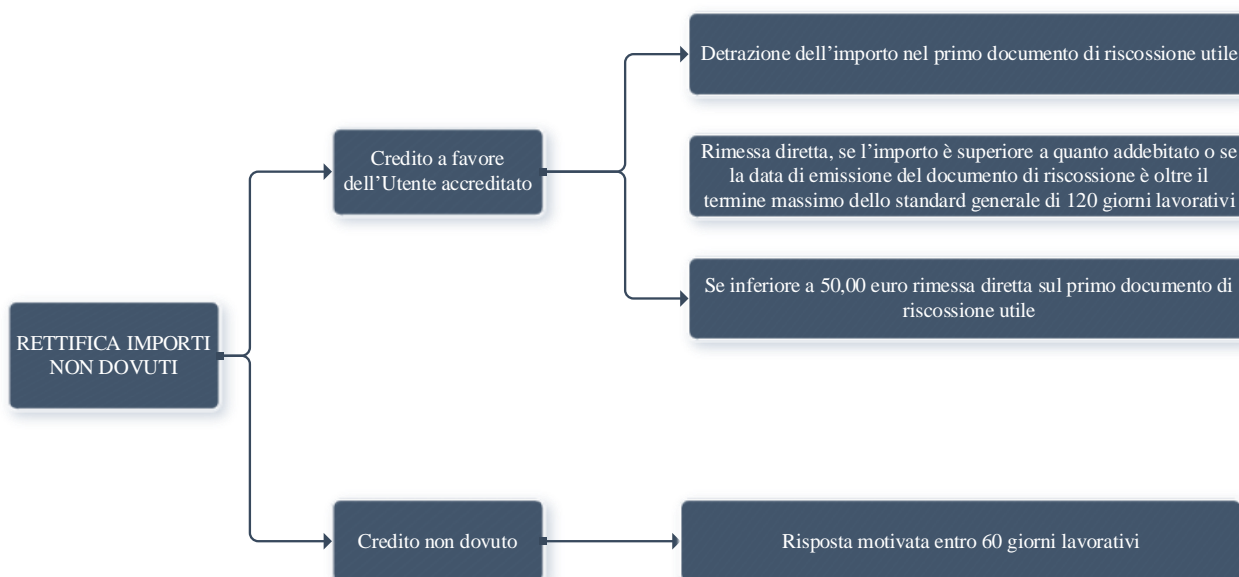 Detrazione dell’importo nel primo documento di riscossione utile
Credito a favore
dell’Utente accreditato
Rimessa diretta, se l’importo è superiore a quanto addebitato o se
la data di emissione del documento di riscossione è oltre il
termine massimo dello standard generale di 120 giorni lavorativi
Se inferiore a 50,00 euro rimessa diretta sul primo documento di
riscossione utile
RETTIFICA IMPORTI
NON DOVUTI
Credito non dovuto
Risposta motivata entro 60 giorni lavorativi